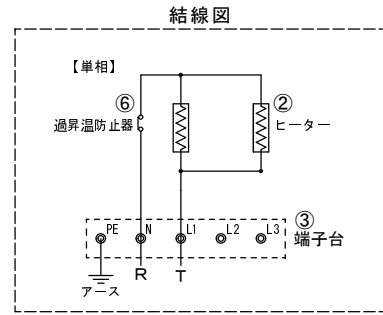 結線図
【単相】
⑥
過昇温防止器
②
ヒーター
③
端子台
PE N L1 L2 L3
アース
R T